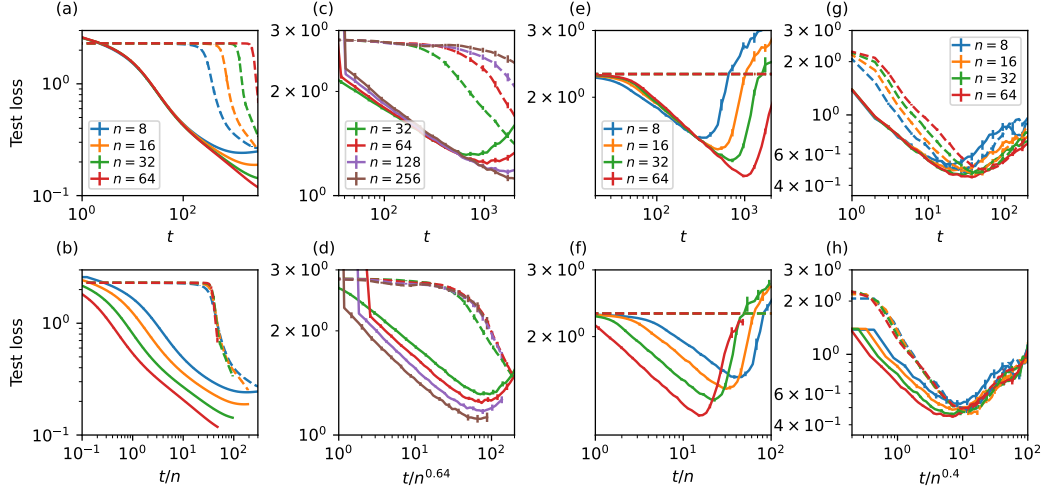 (a) (c) (e) (g)
Test loss
10⁰
10⁻¹
n = 8
n = 16
n = 32
n = 64
10⁰ 10²
t
3 × 10⁰
2 × 10⁰
10⁰
n = 32
n = 64
n = 128
n = 256
10² 10³
t
3 × 10⁰
2 × 10⁰
n = 8
n = 16
n = 32
n = 64
10² 10³
t
3 × 10⁰
2 × 10⁰
10⁰
6 × 10⁻¹
4 × 10⁻¹
n = 8
n = 16
n = 32
n = 64
10⁰ 10¹ 10²
t
(b) (d) (f) (h)
Test loss
10⁰
10⁻¹
10⁻¹ 10⁰ 10¹ 10²
t/n
3 × 10⁰
2 × 10⁰
10⁰
10⁰ 10¹ 10²
t/n⁰·⁶⁴
3 × 10⁰
2 × 10⁰
10⁰ 10¹ 10²
t/n
3 × 10⁰
2 × 10⁰
10⁰
6 × 10⁻¹
4 × 10⁻¹
10⁰ 10¹ 10²
t/n⁰·⁴